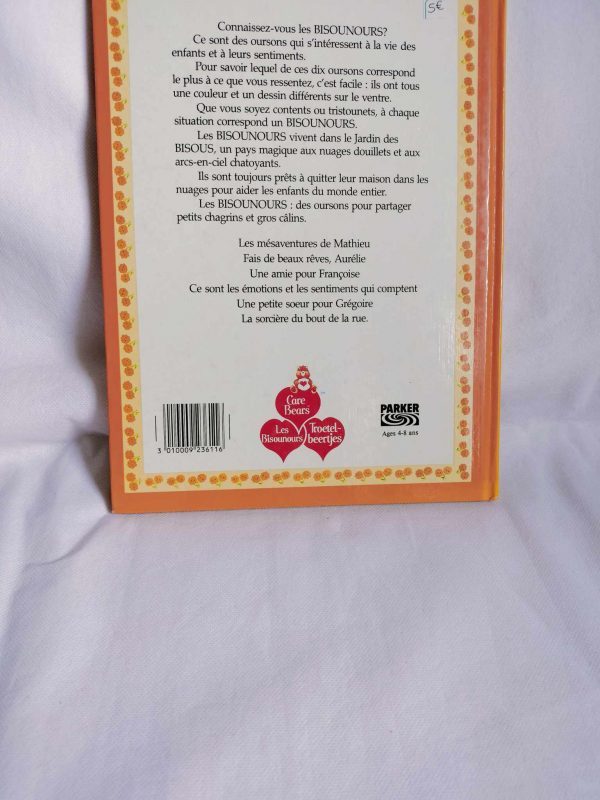 5€
Connaissez-vous les BISOUNOURS?
Ce sont des oursons qui s'intéressent à la vie des
enfants et à leurs sentiments.
Pour savoir lequel de ces dix oursons correspond
le plus à ce que vous ressentez, c'est facile : ils ont tous
une couleur et un dessin différents sur le ventre.
Que vous soyez contents ou tristounets, à chaque
situation correspond un BISOUNOURS.
Les BISOUNOURS vivent dans le Jardin des
BISOUS, un pays magique aux nuages douillets et aux
arcs-en-ciel chatoyants.
Ils sont toujours prêts à quitter leur maison dans les
nuages pour aider les enfants du monde entier.
Les BISOUNOURS : des oursons pour partager
petits chagrins et gros câlins.
Les mésaventures de Mathieu
Fais de beaux rêves, Aurélie
Une amie pour Françoise
Ce sont les émotions et les sentiments qui comptent
Une petite soeur pour Grégoire
La sorcière du bout de la rue.
Care
Bears
Les
Bisounours
Troetel-
beertjes
PARKER
Ages 4-8 ans
3 010009 236116